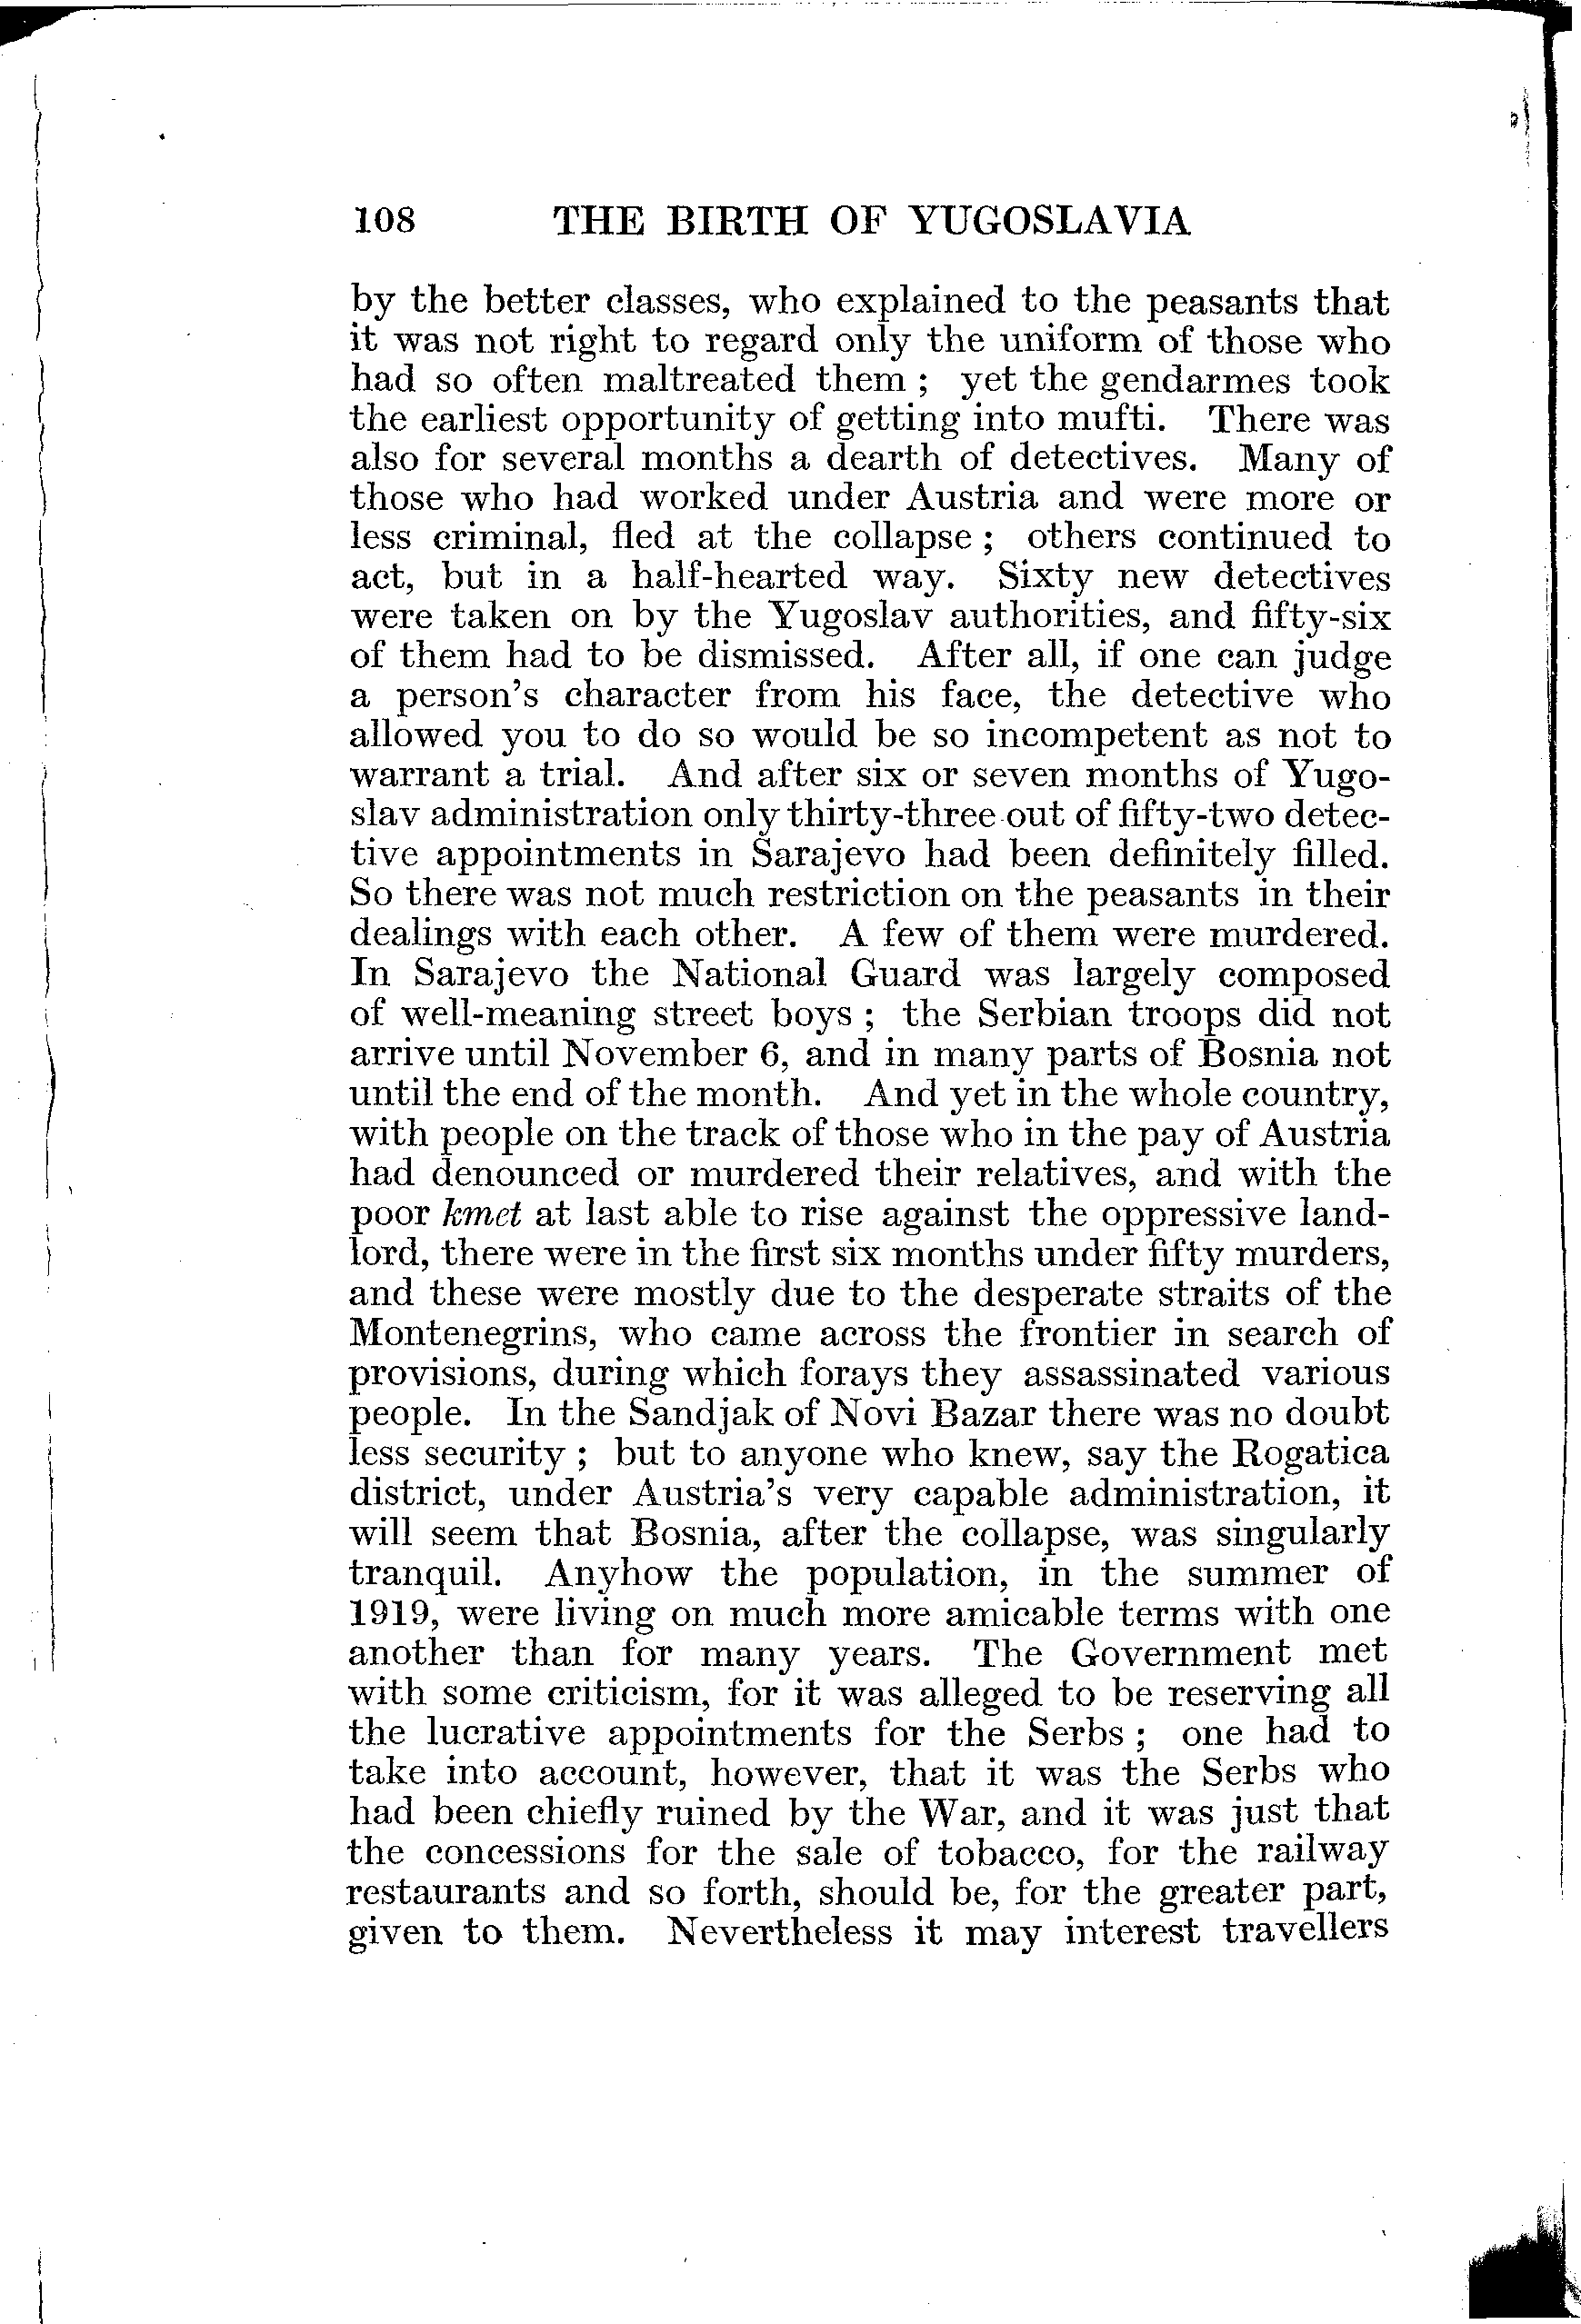 108 THE BIRTH OF YUGOSLAVIA
by the better classes, who explained to the peasants that
it was not right to regard only the uniform of those who
had so often maltreated them ; yet the gendarmes took
the earliest opportunity of getting into mufti. There was
also for several months a dearth of detectives. Many of
those who had worked under Austria and were more or
less criminal, fled at the collapse ; others continued to
act, but in a half-hearted way. Sixty new detectives
were taken on by the Yugoslav authorities, and fifty-six
of them had to be dismissed. After all, if one can judge
a person's character from his face, the detective who
allowed you to do so would be so incompetent as not to
warrant a trial. And after six or seven months of Yugo-
slav administration only thirty-three out of fifty-two detec-
tive appointments in Sarajevo had been definitely filled.
So there was not much restriction on the peasants in their
dealings with each other. A few of them were murdered.
In Sarajevo the National Guard was largely composed
of well-meaning street boys ; the Serbian troops did not
arrive until November 6, and in many parts of Bosnia not
until the end of the month. And yet in the whole country,
with people on the track of those who in the pay of Austria
had denounced or murdered their relatives, and with the
poor kmet at last able to rise against the oppressive land-
lord, there were in the first six months under fifty murders,
and these were mostly due to the desperate straits of the
Montenegrins, who came across the frontier in search of
provisions, during which forays they assassinated various
people. In the Sandjak of Novi Bazar there was no doubt
less security ; but to anyone who knew, say the Rogatica
district, under Austria's very capable administration, it
will seem that Bosnia, after the collapse, was singularly
tranquil. Anyhow the population, in the summer of
1919, were living on much more amicable terms with one
another than for many years. The Government met
with some criticism, for it was alleged to be reserving all
the lucrative appointments for the Serbs ; one had to
take into account, however, that it was the Serbs who
had been chiefly ruined by the War, and it was just that
the concessions for the sale of tobacco, for the railway
restaurants and so forth, should be, for the greater part,
given to them. Nevertheless it may interest travellers